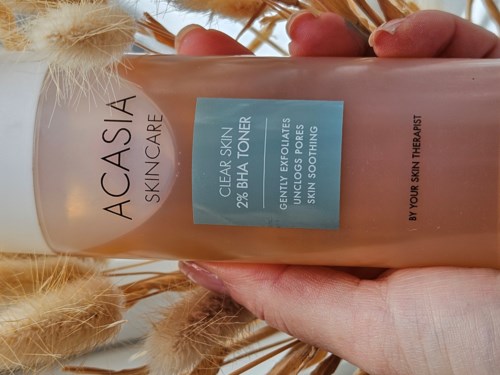 ACASIA
SKINCARE
CLEAR SKIN
2% BHA TONER
GENTLY EXFOLIATES
UNCLOGS PORES
SKIN SOOTHING
BY YOUR SKIN THERAPIST